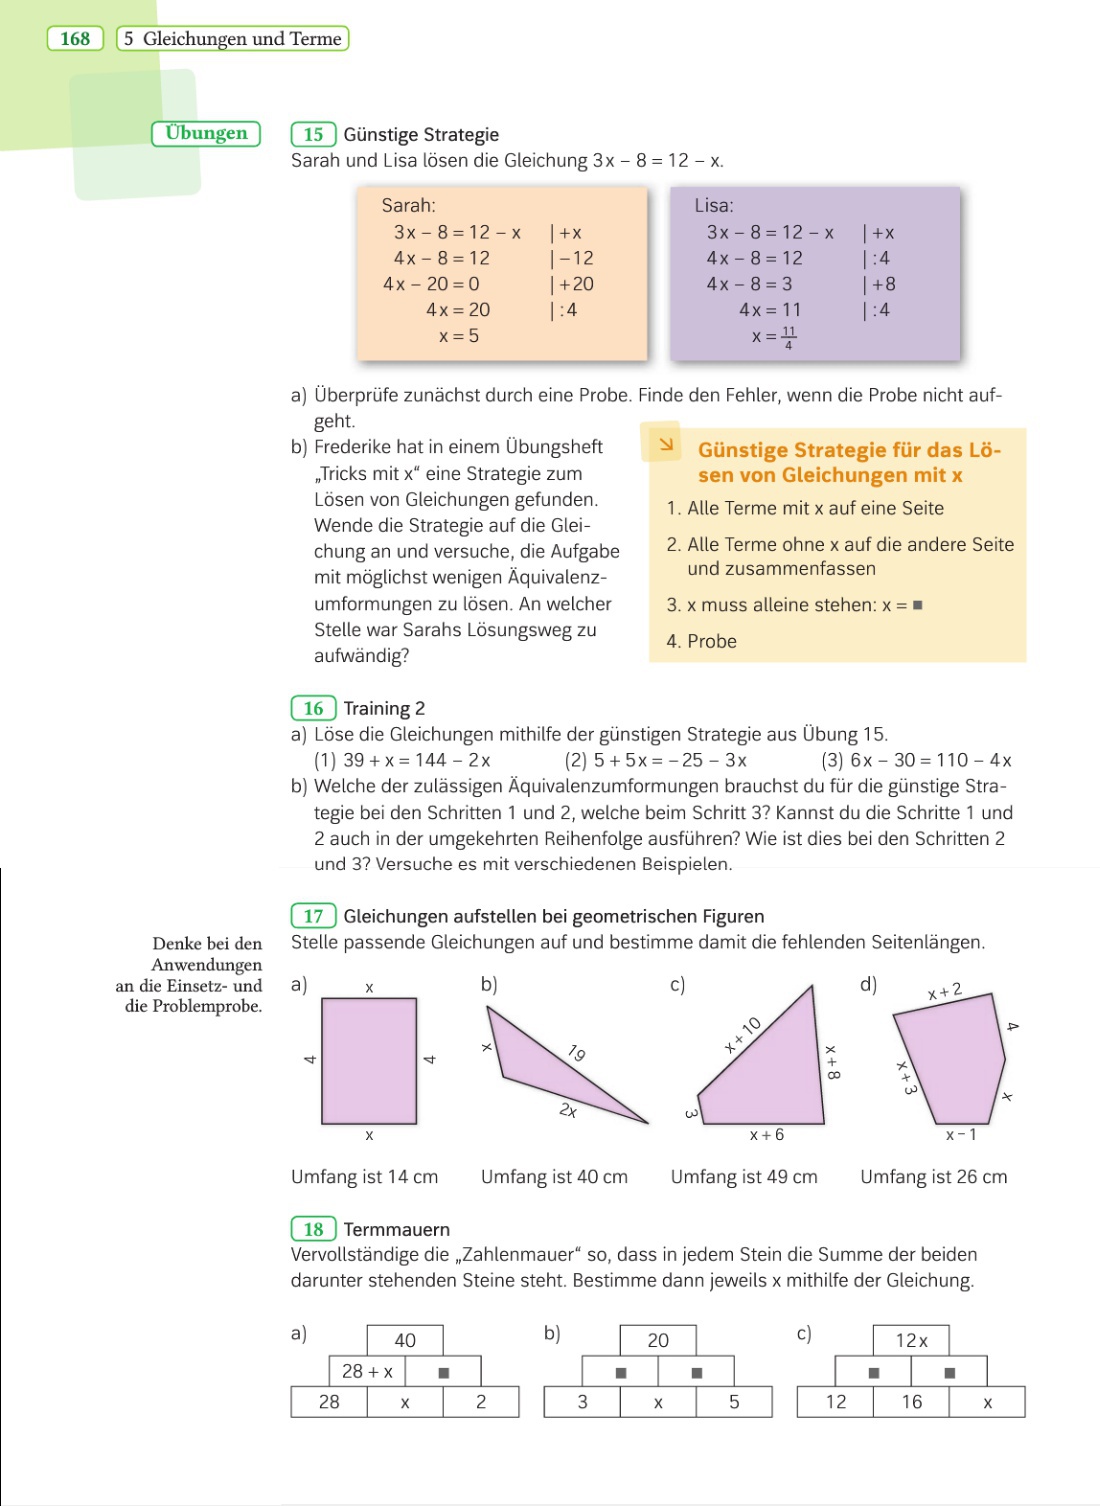 168 5 Gleichungen und Terme
Übungen
15 Günstige Strategie
Sarah und Lisa lösen die Gleichung 3x – 8 = 12 – x.
Sarah:
3x – 8 = 12 – x | +x
4x – 8 = 12 | –12
4x – 20 = 0 | +20
4x = 20 | :4
x = 5
Lisa:
3x – 8 = 12 – x | +x
4x – 8 = 12 | :4
4x – 8 = 3 | +8
4x = 11 | :4
x = 11/4
a) Überprüfe zunächst durch eine Probe. Finde den Fehler, wenn die Probe nicht auf-
geht.
b) Frederike hat in einem Übungsheft
„Tricks mit x“ eine Strategie zum
Lösen von Gleichungen gefunden.
Wende die Strategie auf die Glei-
chung an und versuche, die Aufgabe
mit möglichst wenigen Äquivalenz-
umformungen zu lösen. An welcher
Stelle war Sarahs Lösungsweg zu
aufwändig?
Günstige Strategie für das Lö-
sen von Gleichungen mit x
1. Alle Terme mit x auf eine Seite
2. Alle Terme ohne x auf die andere Seite
und zusammenfassen
3. x muss alleine stehen: x = ■
4. Probe
16 Training 2
a) Löse die Gleichungen mithilfe der günstigen Strategie aus Übung 15.
(1) 39 + x = 144 – 2x (2) 5 + 5x = – 25 – 3x (3) 6x – 30 = 110 – 4x
b) Welche der zulässigen Äquivalenzumformungen brauchst du für die günstige Stra-
tegie bei den Schritten 1 und 2, welche beim Schritt 3? Kannst du die Schritte 1 und
2 auch in der umgekehrten Reihenfolge ausführen? Wie ist dies bei den Schritten 2
und 3? Versuche es mit verschiedenen Beispielen.
17 Gleichungen aufstellen bei geometrischen Figuren
Denke bei den
Anwendungen
an die Einsetz- und
die Problemprobe.
Stelle passende Gleichungen auf und bestimme damit die fehlenden Seitenlängen.
a)
x
4
4
x
Umfang ist 14 cm
b)
x
19
2x
Umfang ist 40 cm
c)
x + 10
x + 8
3
x + 6
Umfang ist 49 cm
d)
x + 2
4
x + 3
x
x – 1
Umfang ist 26 cm
18 Termmauern
Vervollständige die „Zahlenmauer“ so, dass in jedem Stein die Summe der beiden
darunter stehenden Steine steht. Bestimme dann jeweils x mithilfe der Gleichung.
a)
40
28 + x ■
28 x 2
b)
20
■ ■
3 x 5
c)
12x
■ ■
12 16 x